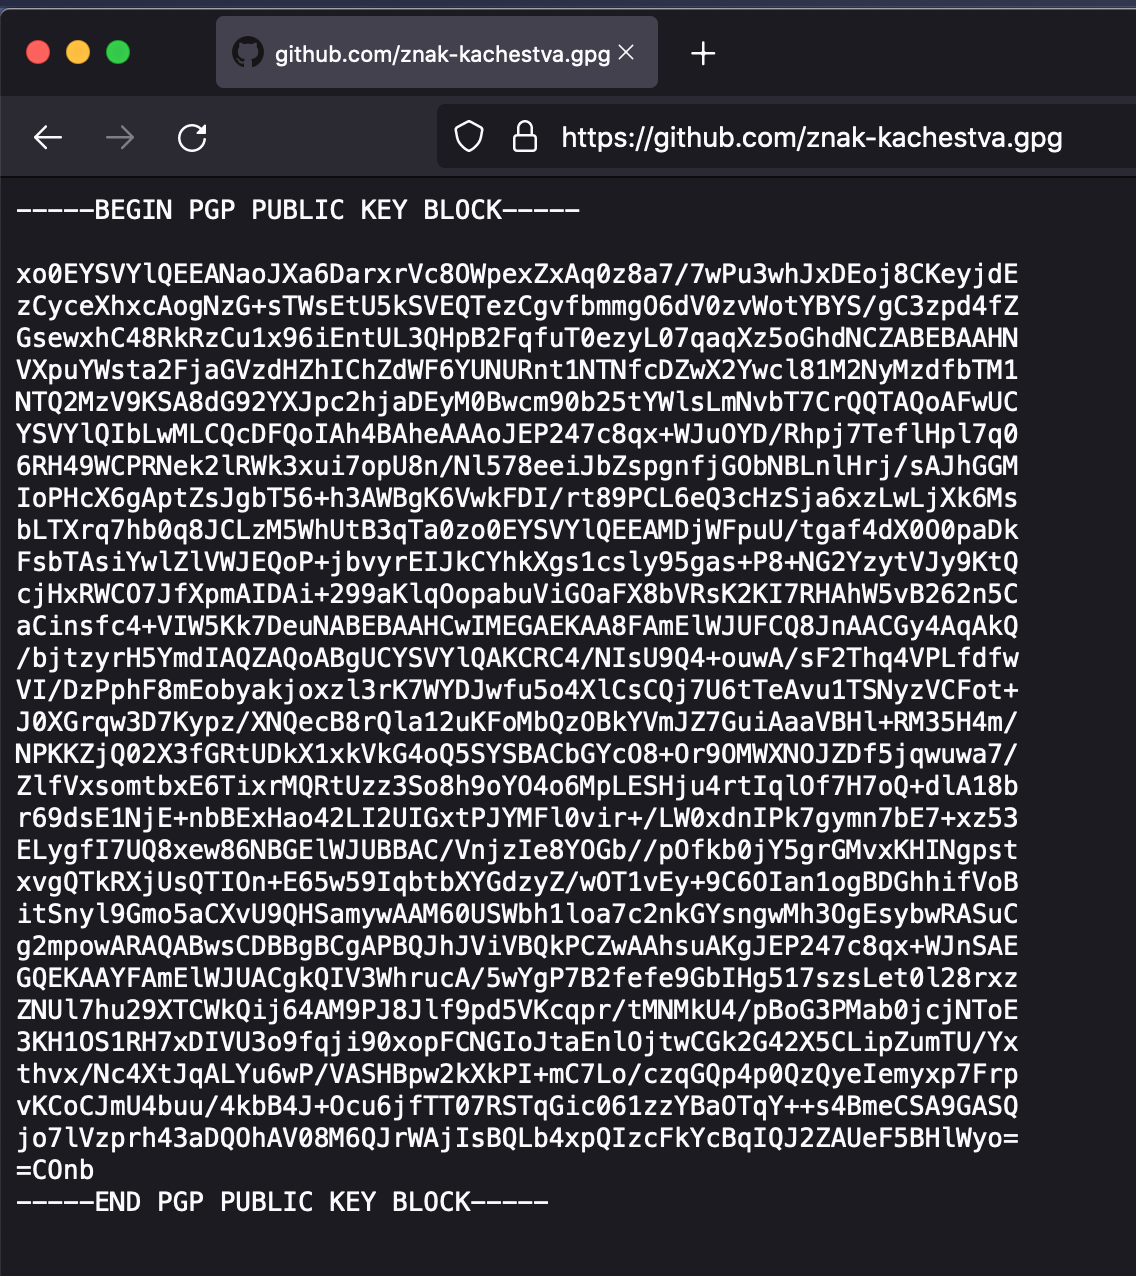 github.com/znak-kachestva.gpg
https://github.com/znak-kachestva.gpg
-----BEGIN PGP PUBLIC KEY BLOCK-----
xo0EYSVYlQEEANaoJXa6DarxrVc8OWpexZxAq0z8a7/7wPu3whJxDEoj8CKeyjdE
zCyceXhxcAogNzG+sTWsEtU5kSVEQTezCgvfbmmgO6dV0zvWotYBYS/gC3zpd4fZ
GsewxhC48RkRzCu1x96iEntUL3QHpB2FqfuT0ezyL07qaqXz5oGhdNCZABEBAAHN
VXpuYWsta2FjaGVzdHZhIChZdWF6YUNURnt1NTNfcDZwX2Ywcl81M2NyMzdfbTM1
NTQ2MzV9KSA8dG92YXJpc2hjaDEyM0Bwcm90b25tYWlsLmNvbT7CrQQTAQoAFwUC
YSVYlQIbLwMLCQcDFQoIAh4BAheAAAoJEP247c8qx+WJuOYD/Rhpj7TeflHpl7q0
6RH49WCPRNek2lRWk3xui7opU8n/Nl578eeiJbZspgnfjGObNBLnlHrj/sAJhGGM
IoPHcX6gAptZsJgbT56+h3AWBgK6VwkFDI/rt89PCL6eQ3cHzSja6xzLwLjXk6Ms
bLTXrq7hb0q8JCLzM5WhUtB3qTa0zo0EYSVYlQEEAMDjWFpuU/tgaf4dX0O0paDk
FsbTAsiYwlZlVWJEQoP+jbvyrEIJkCYhkXgs1csly95gas+P8+NG2YzytVJy9KtQ
cjHxRWCO7JfXpmAIDAi+299aKlqOopabuViGOaFX8bVRsK2KI7RHAhW5vB262n5C
aCinsfc4+VIW5Kk7DeuNABEBAAHCwIMEGAEKAA8FAmElWJUFCQ8JnAACGy4AqAkQ
/bjtzyrH5YmdIAQZAQoABgUCYSVYlQAKCRC4/NIsU9Q4+ouwA/sF2Thq4VPLfdfw
VI/DzPphF8mEobyakjoxzl3rK7WYDJwfu5o4XlCsCQj7U6tTeAvu1TSNyzVCFot+
J0XGrqw3D7Kypz/XNQecB8rQla12uKFoMbQzOBkYVmJZ7GuiAaaVBHl+RM35H4m/
NPKKZjQ02X3fGRtUDkX1xkVkG4oQ5SYSBACbGYcO8+Or9OMWXNOJZDf5jqwuwa7/
ZlfVxsomtbxE6TixrMQRtUzz3So8h9oYO4o6MpLESHju4rtIqlOf7H7oQ+dlA18b
r69dsE1NjE+nbBExHao42LI2UIGxtPJYMFl0vir+/LW0xdnIPk7gymn7bE7+xz53
ELygfI7UQ8xew86NBGElWJUBBAC/VnjzIe8YOGb//pOfkb0jY5grGMvxKHINgpst
xvgQTkRXjUsQTIOn+E65w59IqbtbXYGdzyZ/wOT1vEy+9C6OIan1ogBDGhhifVoB
itSnyl9Gmo5aCXvU9QHSamywAAM60USWbh1loa7c2nkGYsngwMh3OgEsybwRASuC
g2mpowARAQABwsCDBBgBCgAPBQJhJViVBQkPCZwAAhsuAKgJEP247c8qx+WJnSAE
GQEKAAYFAmElWJUACgkQIV3WhrucA/5wYgP7B2fefe9GbIHg517szsLet0l28rxz
ZNUl7hu29XTCWkQij64AM9PJ8Jlf9pd5VKcqpr/tMNMkU4/pBoG3PMab0jcjNToE
3KH1OS1RH7xDIVU3o9fqji90xopFCNGIoJtaEnlOjtwCGk2G42X5CLipZumTU/Yx
thvx/Nc4XtJqALYu6wP/VASHBpw2kXkPI+mC7Lo/czqGQp4p0QzQyeIemyxp7Frp
vKCoCJmU4buu/4kbB4J+Ocu6jfTT07RSTqGic061zzYBaOTqY++s4BmeCSA9GASQ
jo7lVzprh43aDQOhAV08M6QJrWAjIsBQLb4xpQIzcFkYcBqIQJ2ZAUeF5BHlWyo=
=COnb
-----END PGP PUBLIC KEY BLOCK-----